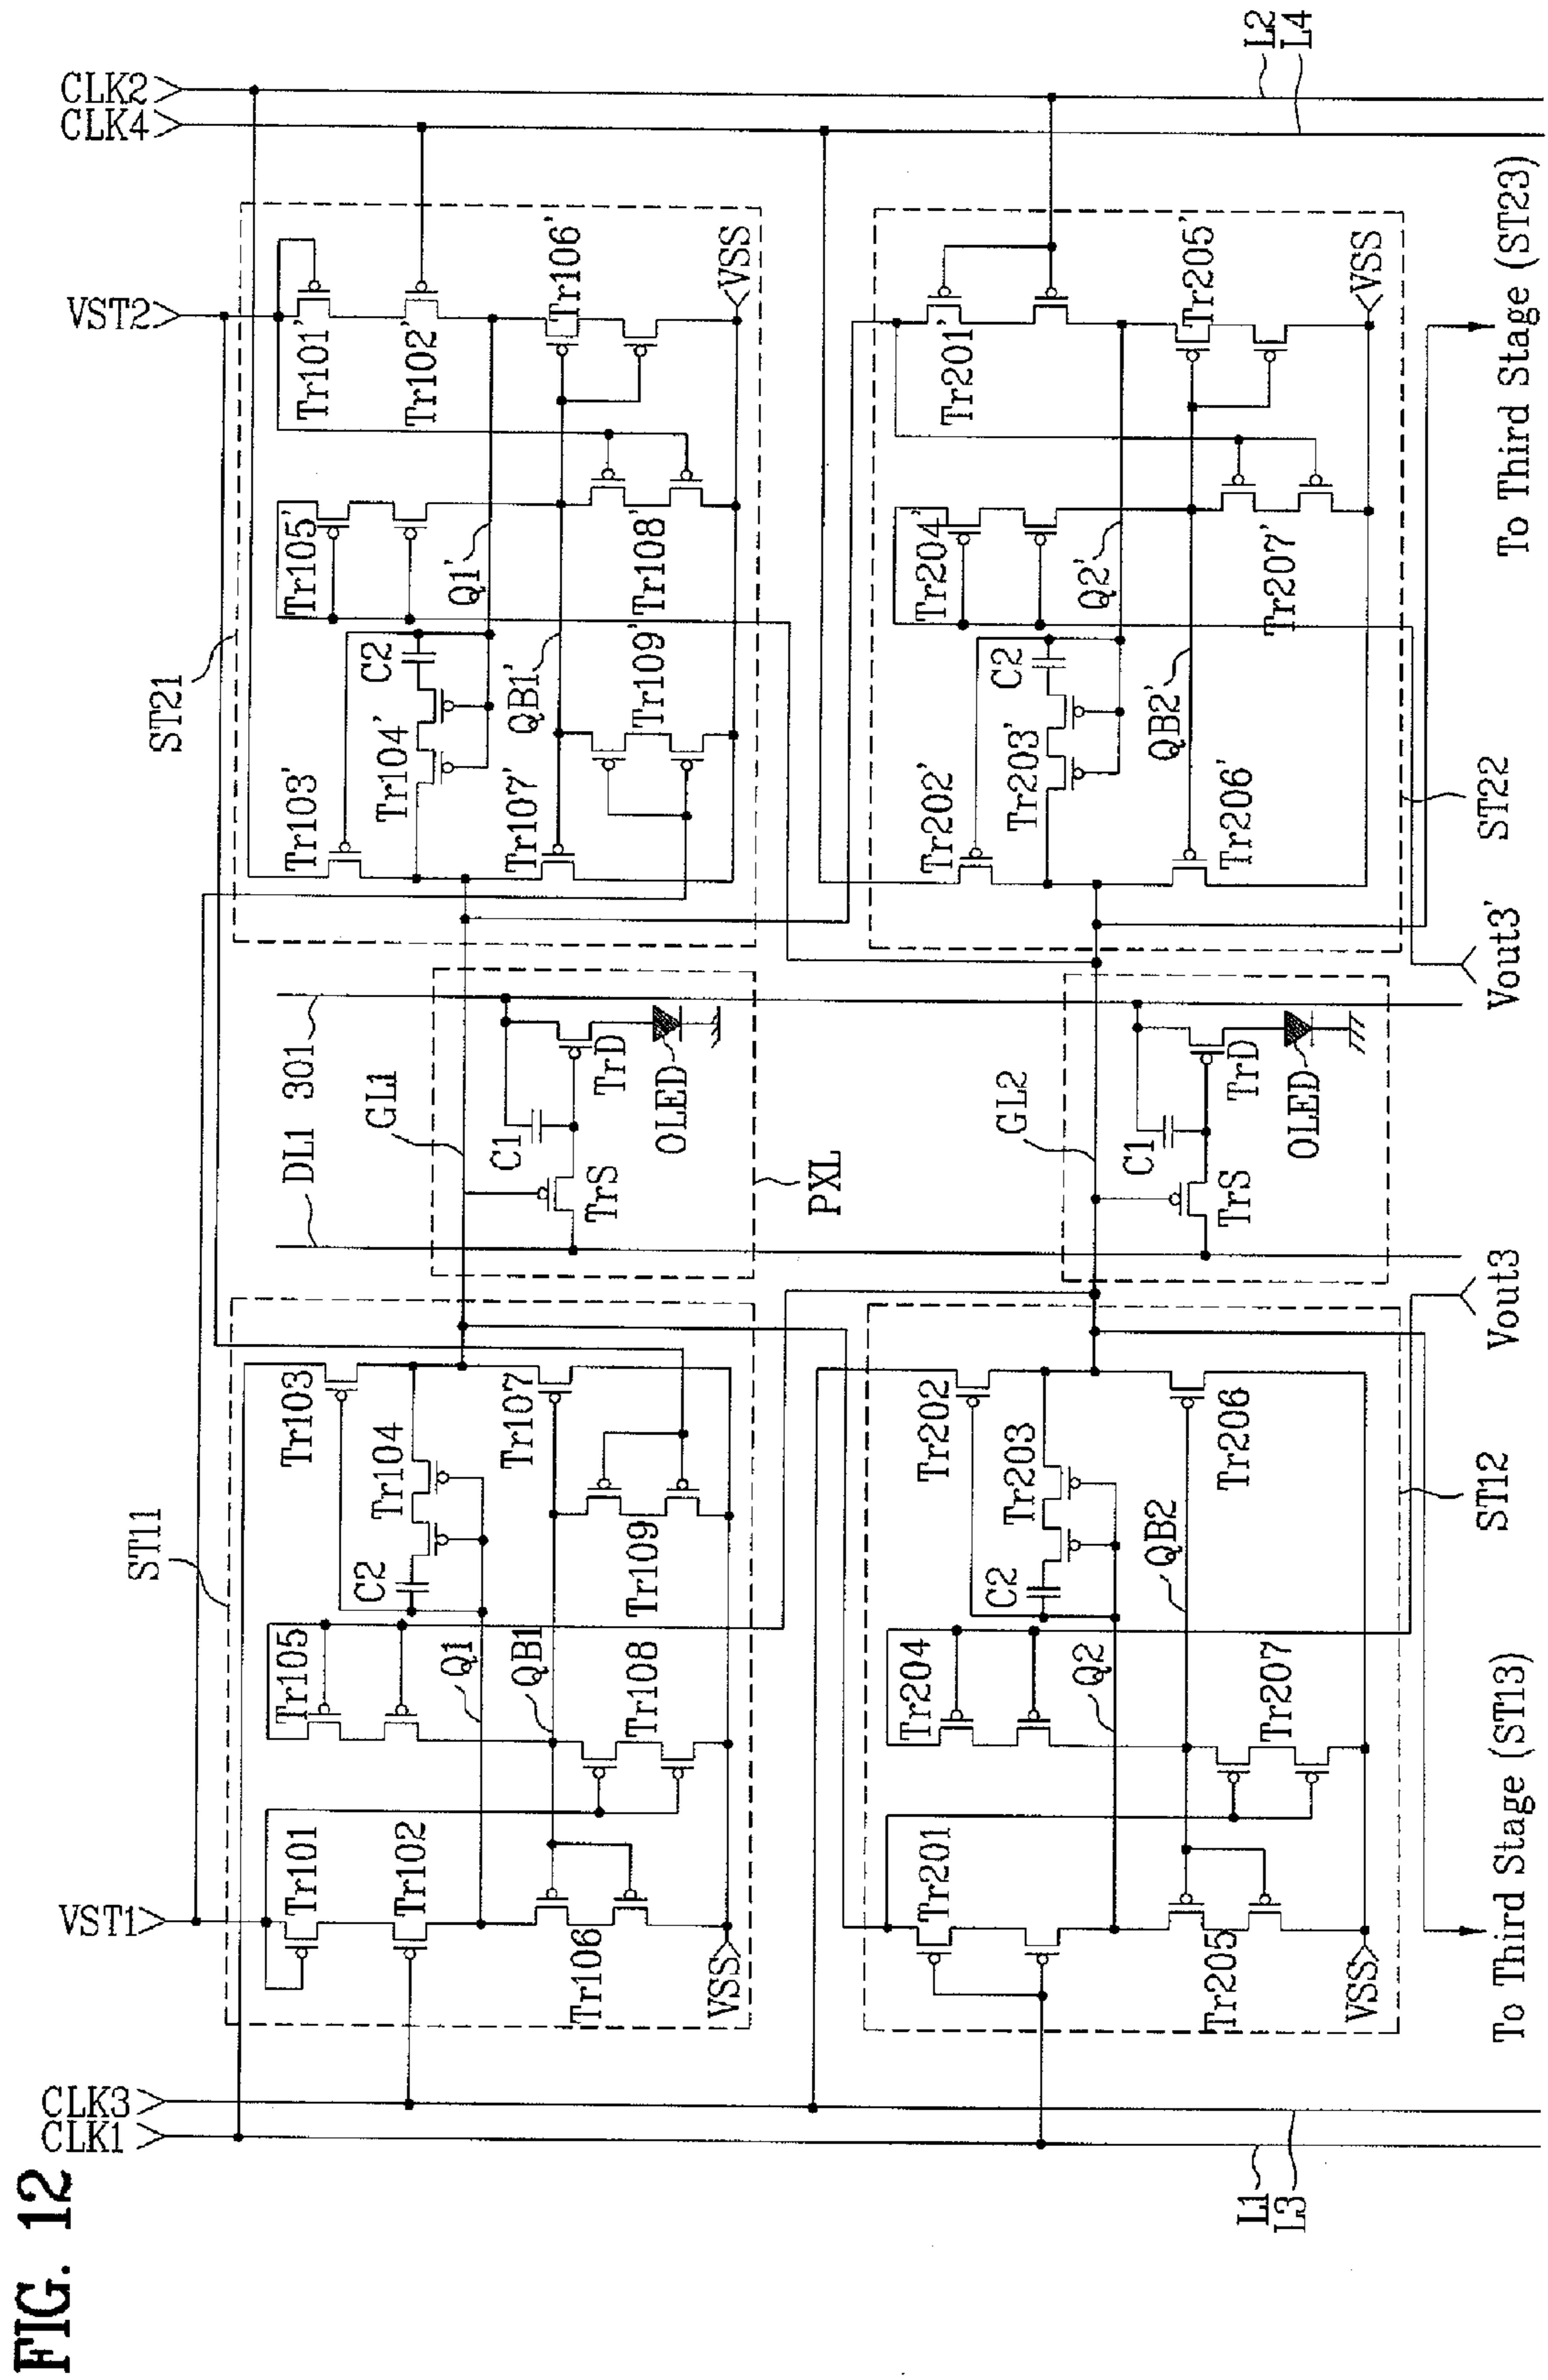 FIG. 12
CLK3
CLK1
VST1
VST2
CLK2
CLK4
ST11
ST21
DL1
301
Tr101
Tr105
Tr103
Tr103'
Tr105'
Tr101'
Tr102
C2
Tr104
GL1
Tr104'
C2
Tr102'
Q1
Q1'
QB1
Tr107
C1
Tr107'
QB1'
Tr106
Tr108
Tr109
TrS
TrD
Tr109'
Tr108'
Tr106'
OLED
VSS
VSS
PXL
Tr201
Tr204
Tr202
Tr202'
Tr204'
Tr201'
C2
Tr203
GL2
Tr203'
C2
Q2
Q2'
QB2
C1
QB2'
Tr205
Tr207
Tr206
TrS
TrD
Tr206'
Tr207'
Tr205'
OLED
VSS
VSS
L1
L3
L2
L4
ST12
ST22
To Third Stage (ST13)
Vout3
Vout3'
To Third Stage (ST23)